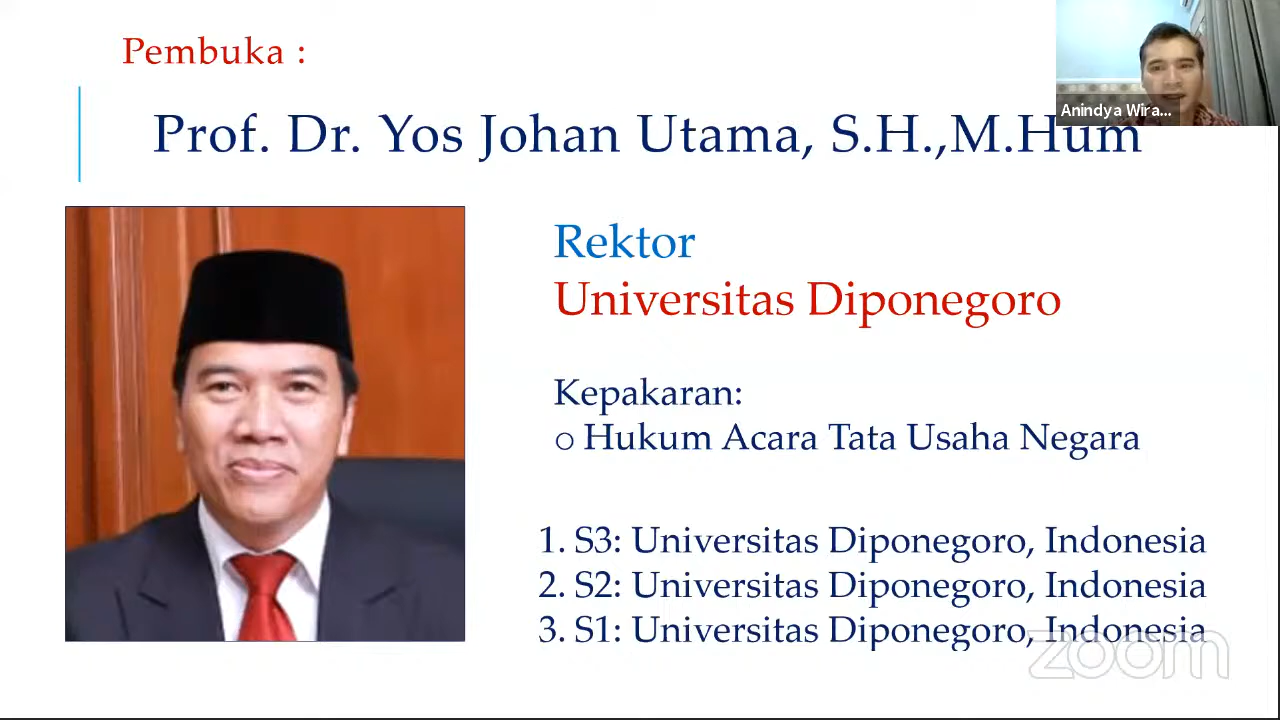 Pembuka :
Anindya Wira...
Prof. Dr. Yos Johan Utama, S.H.,M.Hum
Rektor
Universitas Diponegoro
Kepakaran:
o Hukum Acara Tata Usaha Negara
1. S3: Universitas Diponegoro, Indonesia
2. S2: Universitas Diponegoro, Indonesia
3. S1: Universitas Diponegoro, Indonesia
zoom